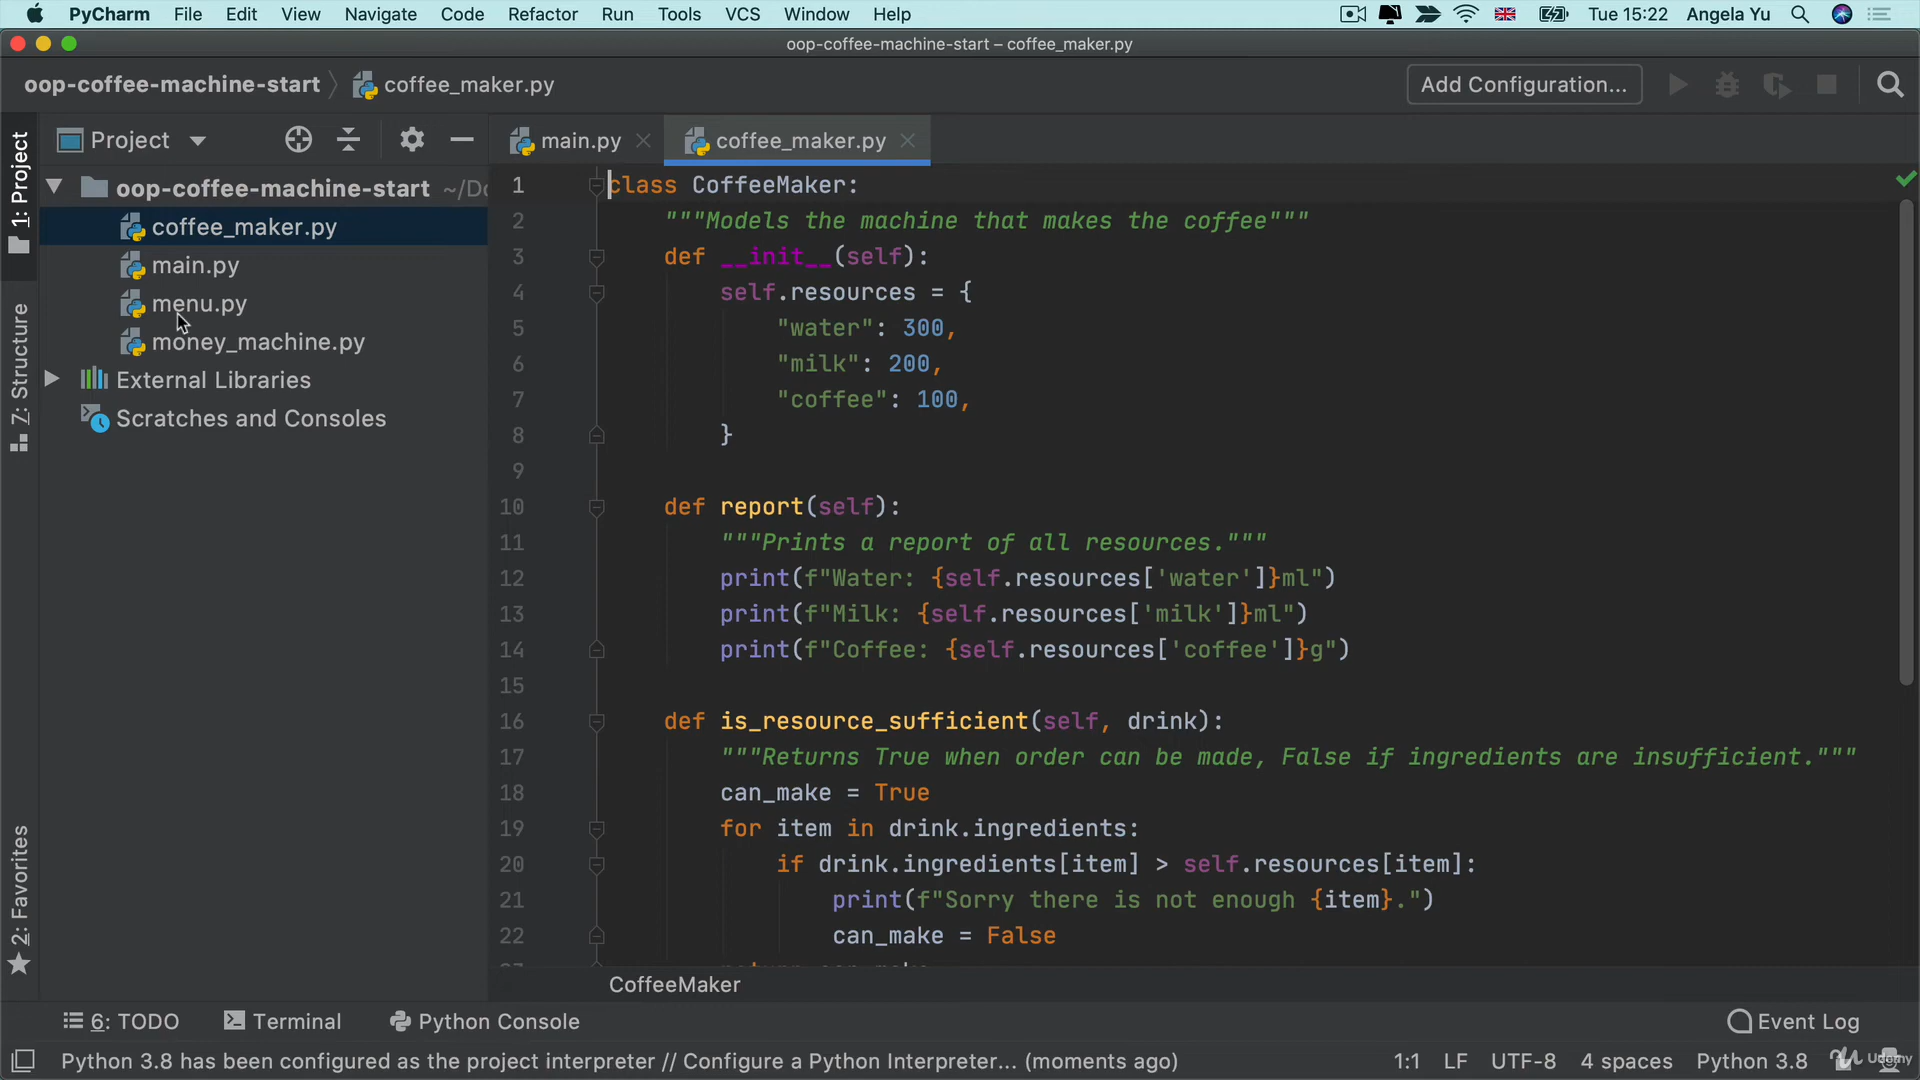 PyCharm File Edit View Navigate Code Refactor Run Tools VCS Window Help Tue 15:22 Angela Yu
oop-coffee-machine-start – coffee_maker.py
oop-coffee-machine-start coffee_maker.py Add Configuration...
1: Project
7: Structure
2: Favorites
Project
oop-coffee-machine-start ~/Do
coffee_maker.py
main.py
menu.py
money_machine.py
External Libraries
Scratches and Consoles
main.py coffee_maker.py
1 class CoffeeMaker:
2 """Models the machine that makes the coffee"""
3 def __init__(self):
4 self.resources = {
5 "water": 300,
6 "milk": 200,
7 "coffee": 100,
8 }
9
10 def report(self):
11 """Prints a report of all resources."""
12 print(f"Water: {self.resources['water']}ml")
13 print(f"Milk: {self.resources['milk']}ml")
14 print(f"Coffee: {self.resources['coffee']}g")
15
16 def is_resource_sufficient(self, drink):
17 """Returns True when order can be made, False if ingredients are insufficient."""
18 can_make = True
19 for item in drink.ingredients:
20 if drink.ingredients[item] > self.resources[item]:
21 print(f"Sorry there is not enough {item}.")
22 can_make = False
CoffeeMaker
6: TODO Terminal Python Console Event Log
Python 3.8 has been configured as the project interpreter // Configure a Python Interpreter... (moments ago) 1:1 LF UTF-8 4 spaces Python 3.8
Udemy